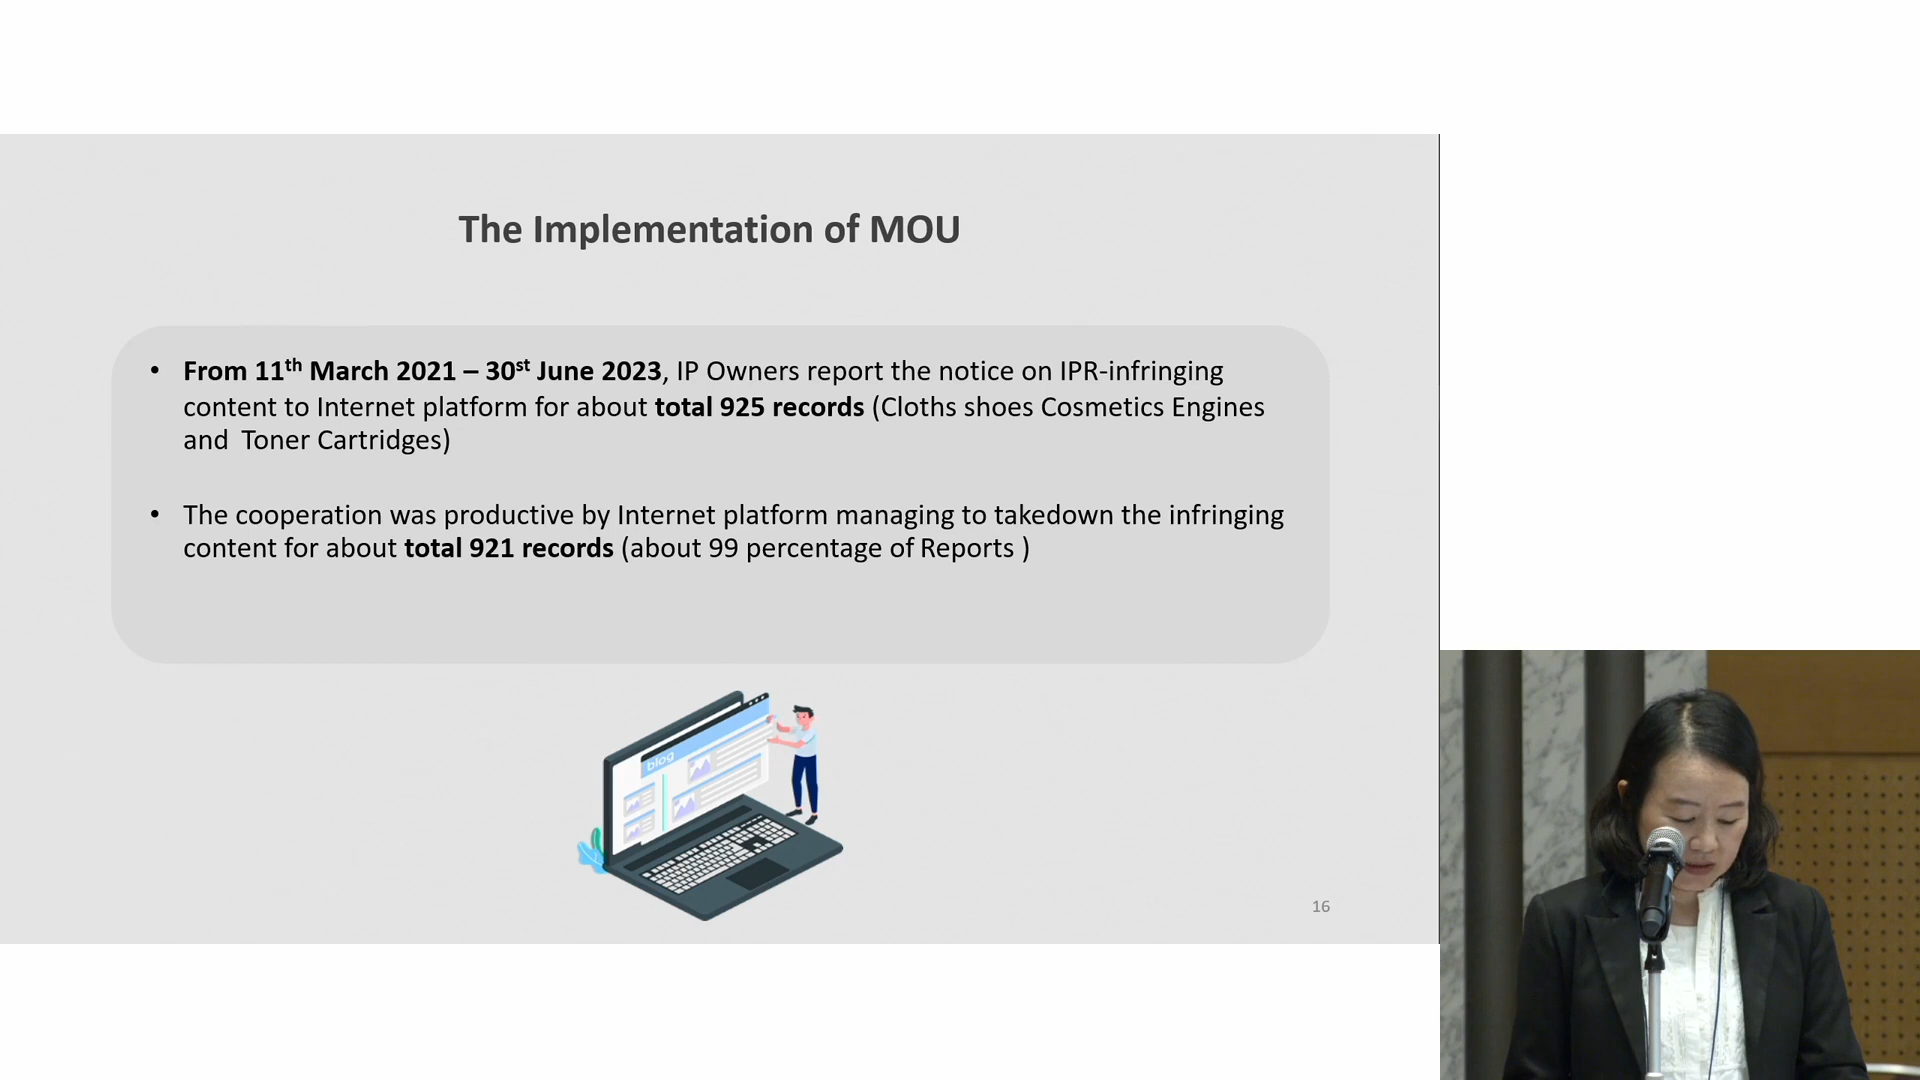 The Implementation of MOU
• From 11th March 2021 – 30st June 2023, IP Owners report the notice on IPR-infringing
content to Internet platform for about total 925 records (Cloths shoes Cosmetics Engines
and  Toner Cartridges)
• The cooperation was productive by Internet platform managing to takedown the infringing
content for about total 921 records (about 99 percentage of Reports )
blog
16